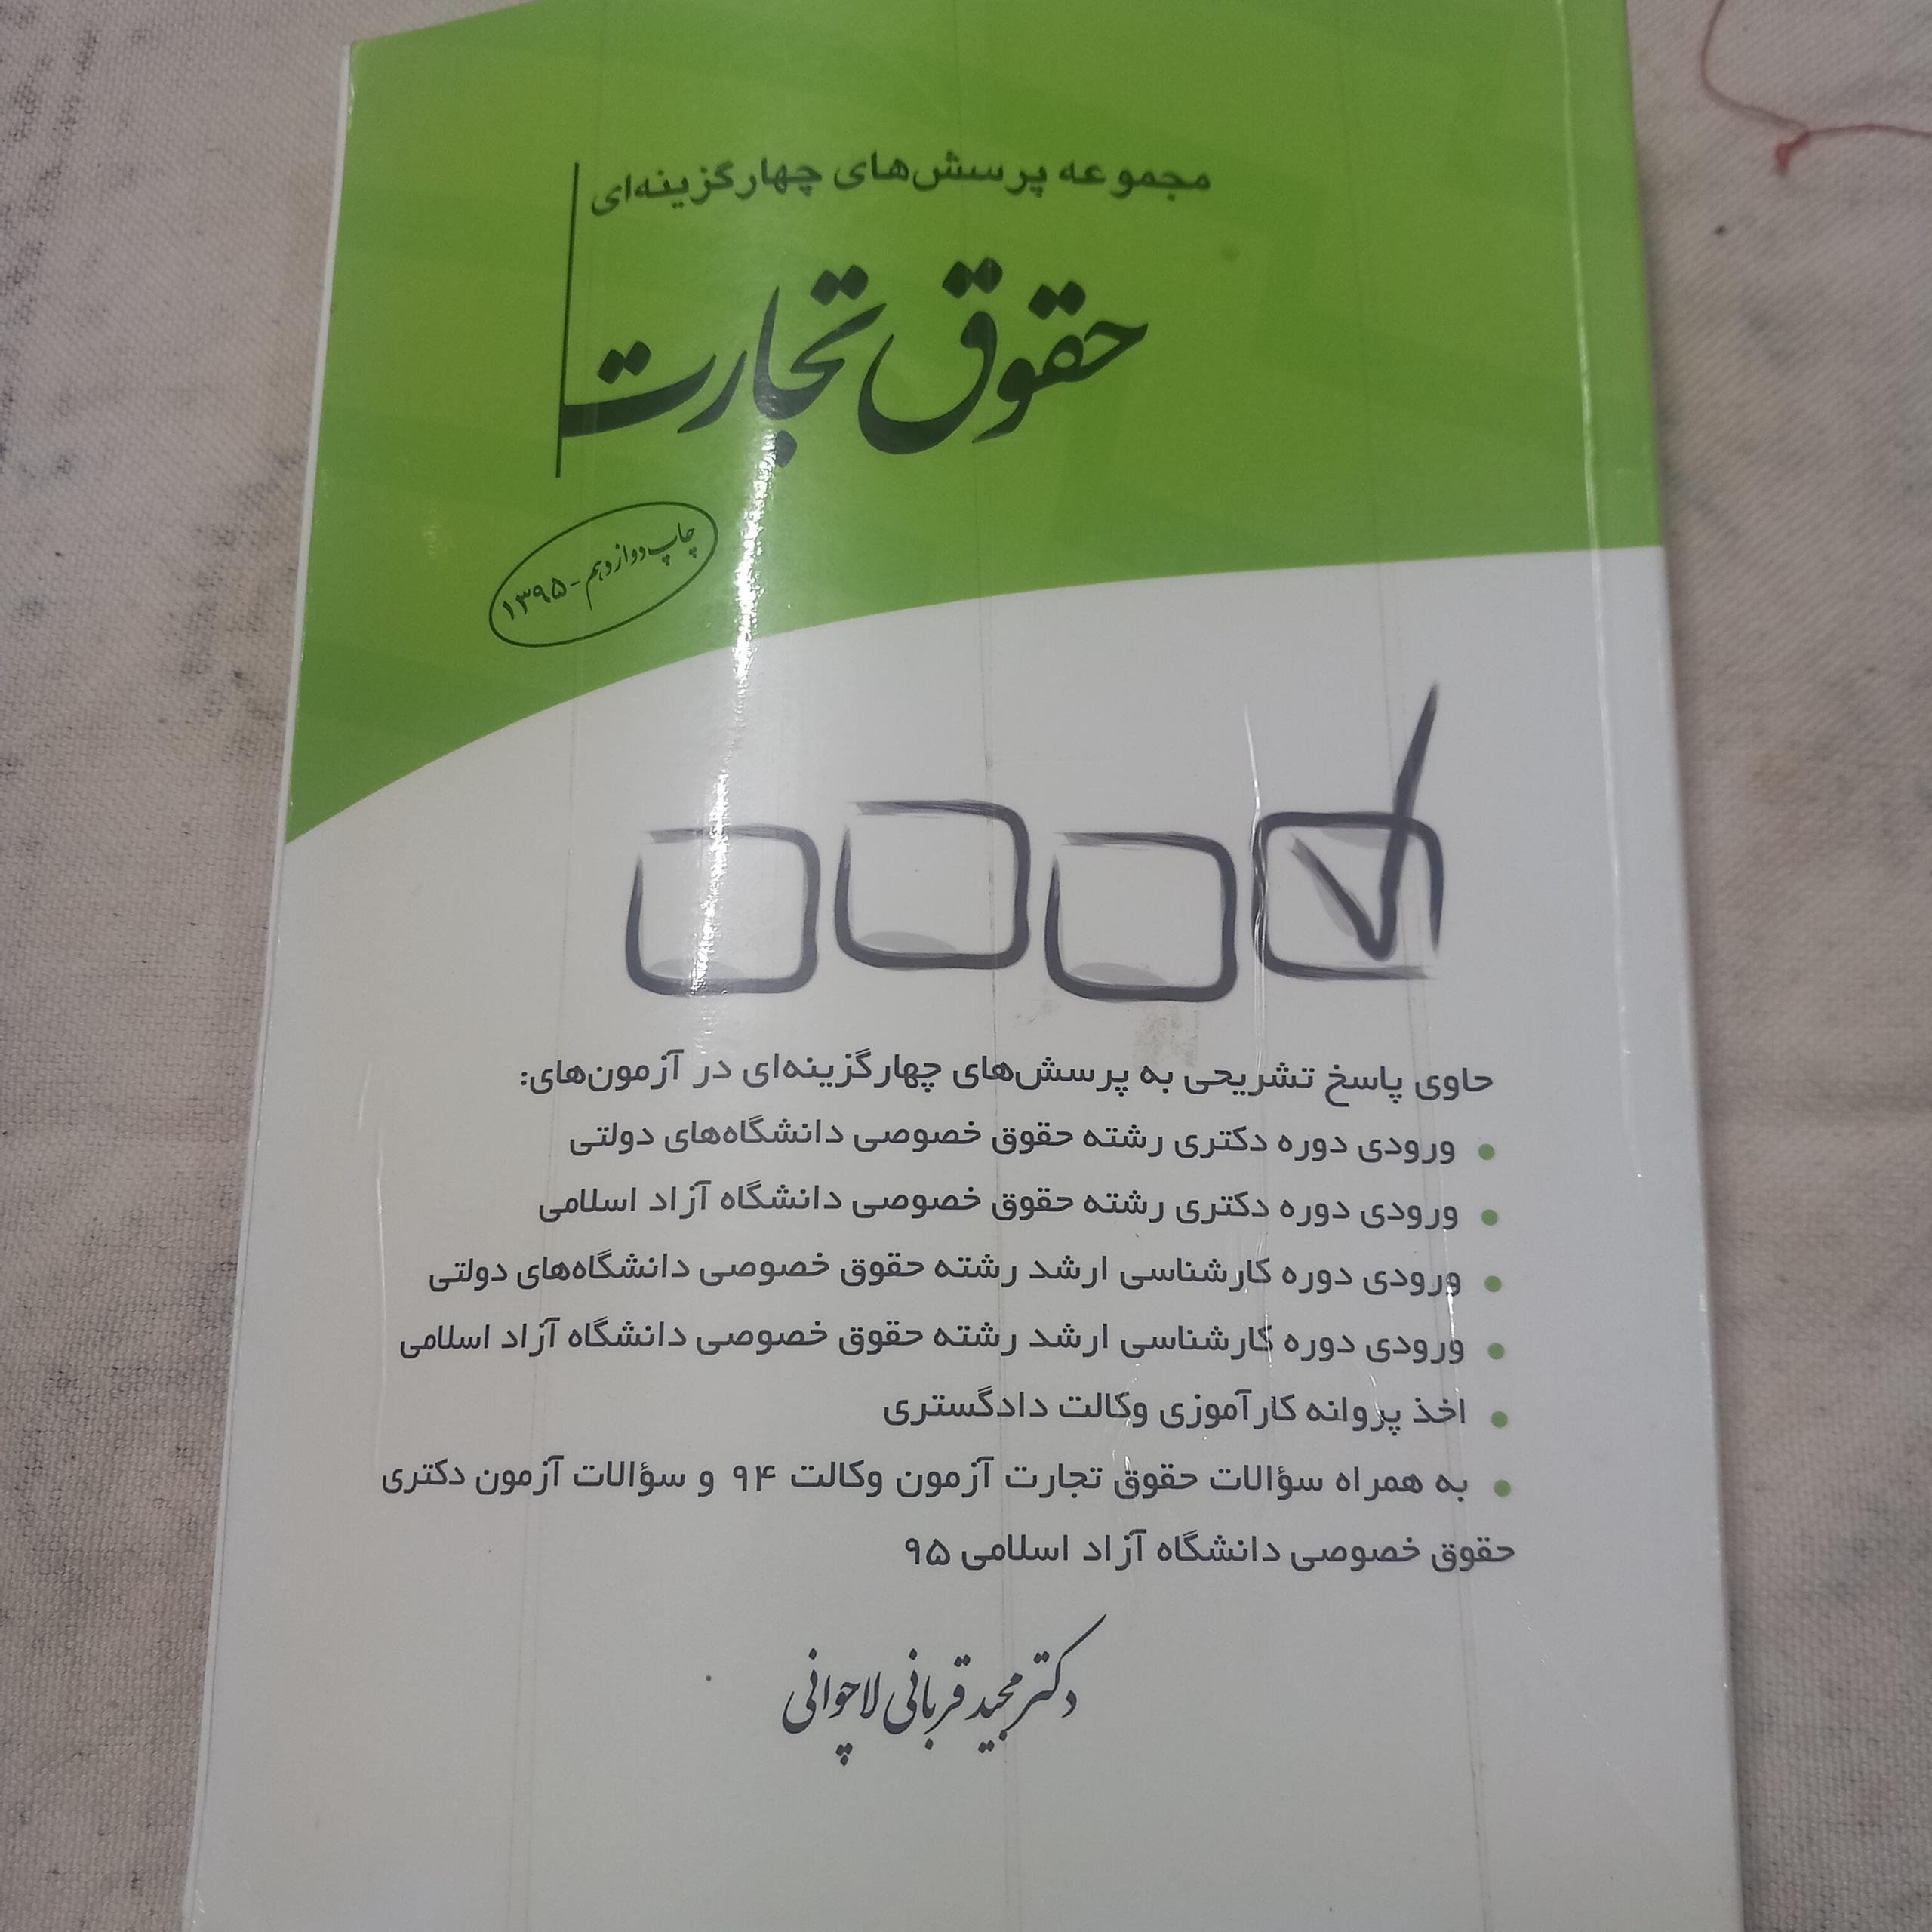 مجموعه پرسش‌های چهارگزینه‌ای
حقوق تجارت
چاپ دوازدهم - ۱۳۹۵
حاوی پاسخ تشریحی به پرسش‌های چهارگزینه‌ای در آزمون‌های:
• ورودی دوره دکتری رشته حقوق خصوصی دانشگاه‌های دولتی
• ورودی دوره دکتری رشته حقوق خصوصی دانشگاه آزاد اسلامی
• ورودی دوره کارشناسی ارشد رشته حقوق خصوصی دانشگاه‌های دولتی
• ورودی دوره کارشناسی ارشد رشته حقوق خصوصی دانشگاه آزاد اسلامی
• اخذ پروانه کارآموزی وکالت دادگستری
• به همراه سؤالات حقوق تجارت آزمون وکالت ۹۴ و سؤالات آزمون دکتری
حقوق خصوصی دانشگاه آزاد اسلامی ۹۵
دکتر مجید قربانی لاچوانی